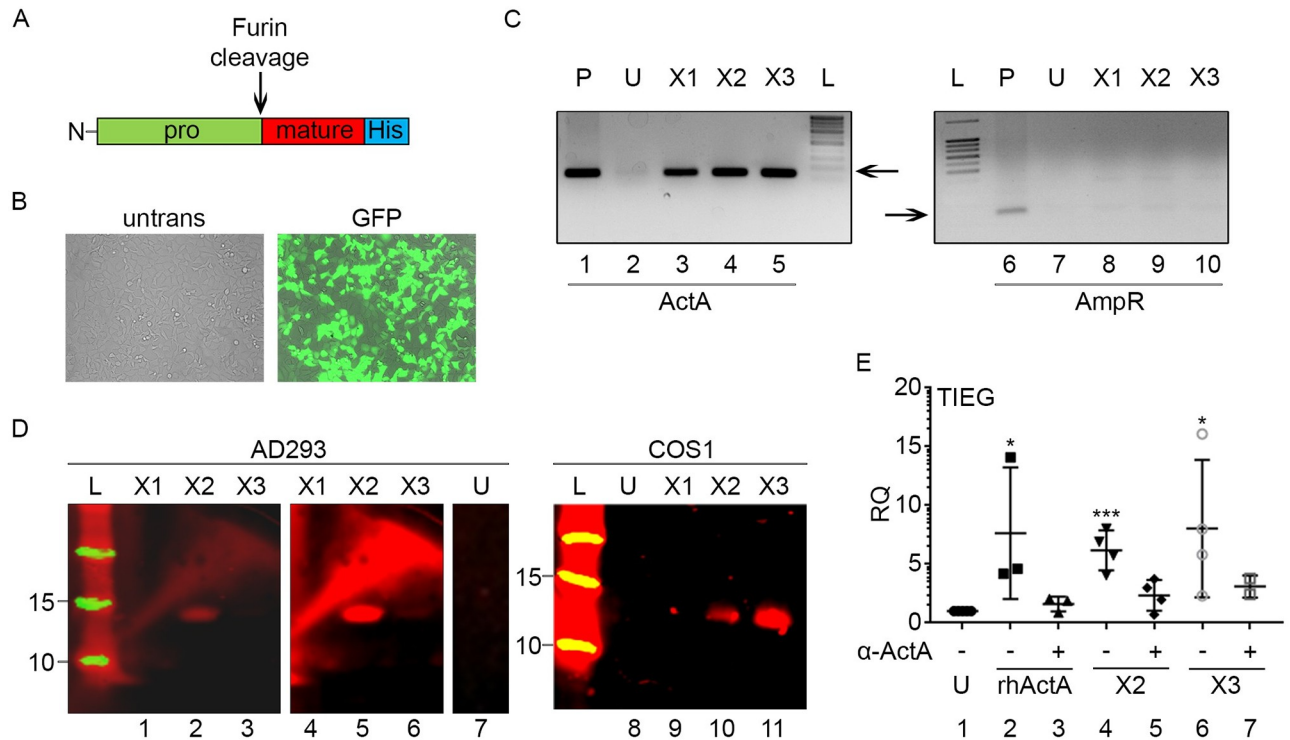 A
Furin
cleavage
N
pro mature His
B
untrans GFP
C
P U X1 X2 X3 L
1 2 3 4 5
ActA
L P U X1 X2 X3
6 7 8 9 10
AmpR
D
AD293
L X1 X2 X3 X1 X2 X3 U
15
10
1 2 3 4 5 6 7
COS1
L U X1 X2 X3
15
10
8 9 10 11
E
TIEG
RQ
20
15
10
5
0
* *** *
α-ActA - - + - + - +
U rhActA X2 X3
1 2 3 4 5 6 7